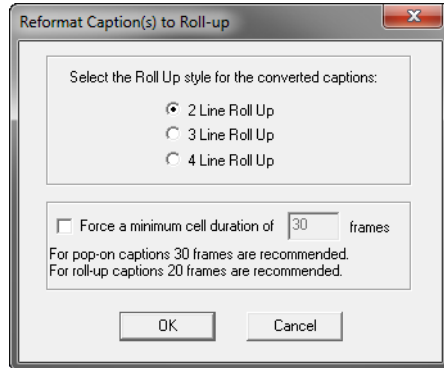 Reformat Caption(s) to Roll-up
Select the Roll Up style for the converted captions:
2 Line Roll Up
3 Line Roll Up
4 Line Roll Up
Force a minimum cell duration of 30 frames
For pop-on captions 30 frames are recommended.
For roll-up captions 20 frames are recommended.
OK Cancel